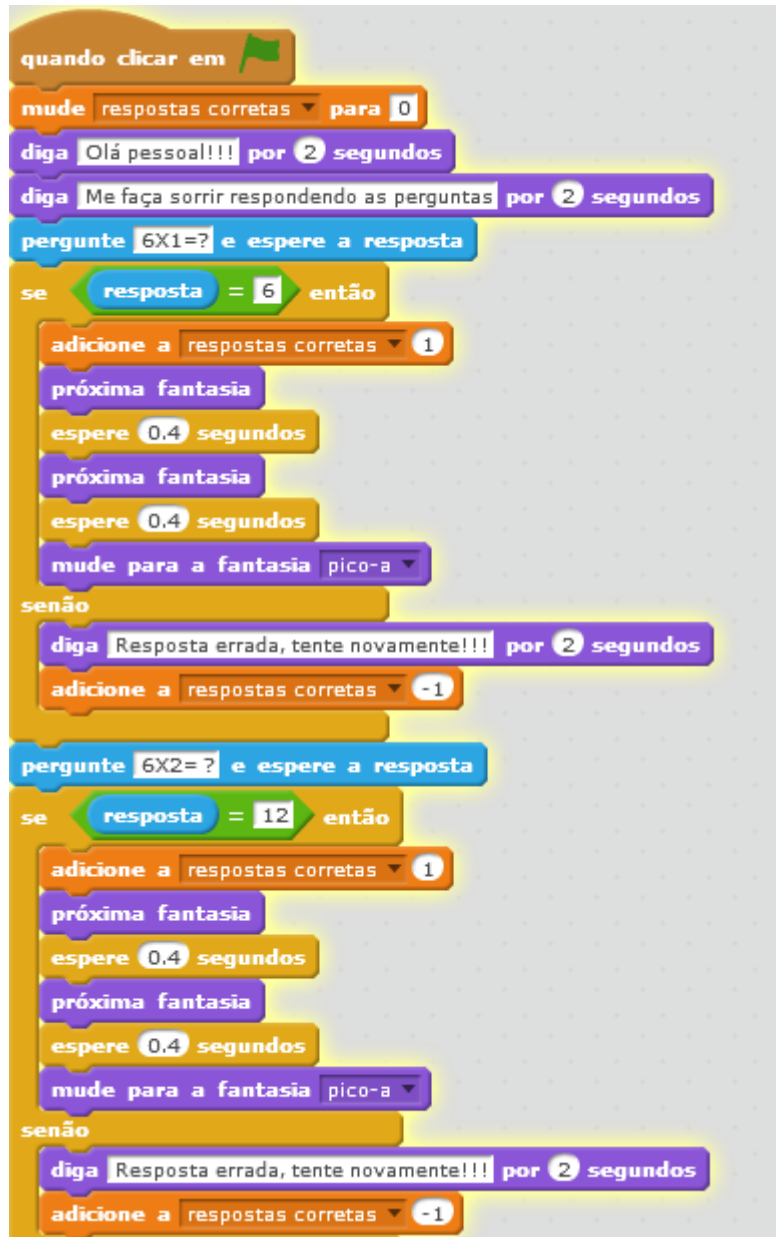 quando clicar em
mude respostas corretas para 0
diga Olá pessoal!!! por 2 segundos
diga Me faça sorrir respondendo as perguntas por 2 segundos
pergunte 6X1=? e espere a resposta
se resposta = 6 então
adicione a respostas corretas 1
próxima fantasia
espere 0.4 segundos
próxima fantasia
espere 0.4 segundos
mude para a fantasia pico-a
senão
diga Resposta errada, tente novamente!!! por 2 segundos
adicione a respostas corretas -1
pergunte 6X2= ? e espere a resposta
se resposta = 12 então
adicione a respostas corretas 1
próxima fantasia
espere 0.4 segundos
próxima fantasia
espere 0.4 segundos
mude para a fantasia pico-a
senão
diga Resposta errada, tente novamente!!! por 2 segundos
adicione a respostas corretas -1